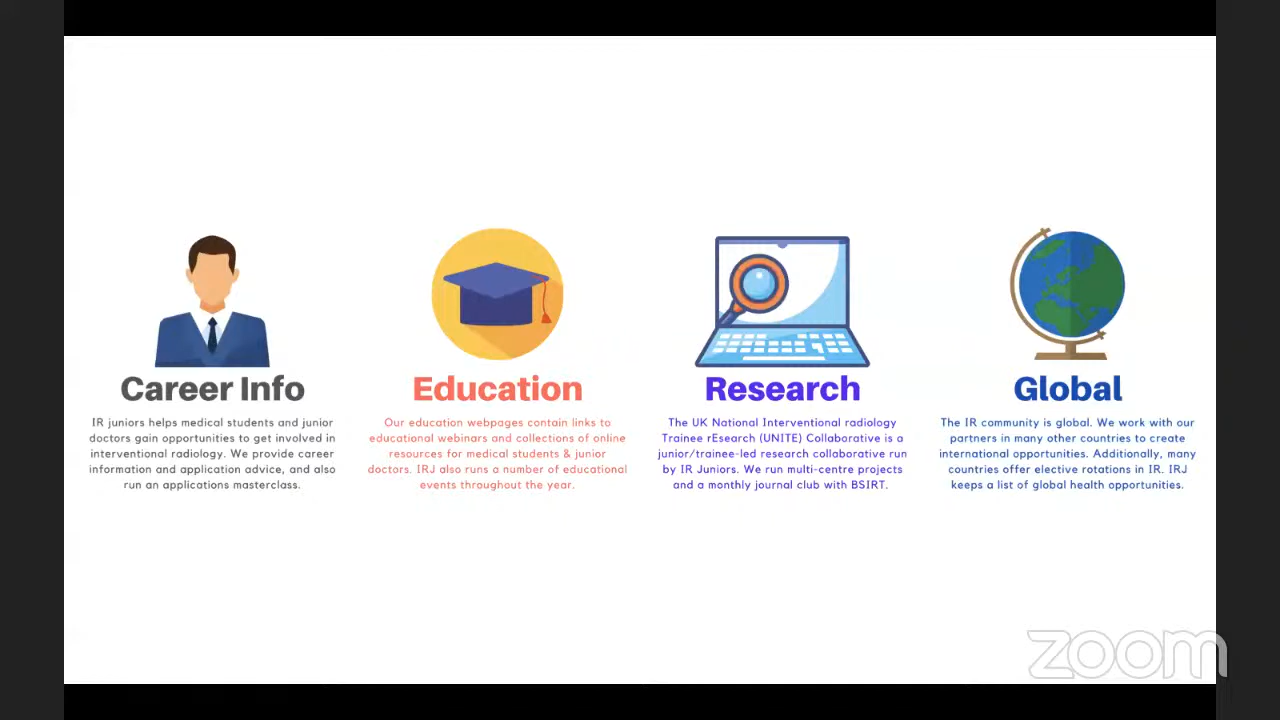 Career Info
IR juniors helps medical students and junior
doctors gain opportunities to get involved in
interventional radiology. We provide career
information and application advice, and also
run an applications masterclass.
Education
Our education webpages contain links to
educational webinars and collections of online
resources for medical students & junior
doctors. IRJ also runs a number of educational
events throughout the year.
Research
The UK National Interventional radiology
Trainee rEsearch (UNITE) Collaborative is a
junior/trainee-led research collaborative run
by IR Juniors. We run multi-centre projects
and a monthly journal club with BSIRT.
Global
The IR community is global. We work with our
partners in many other countries to create
international opportunities. Additionally, many
countries offer elective rotations in IR. IRJ
keeps a list of global health opportunities.
zoom